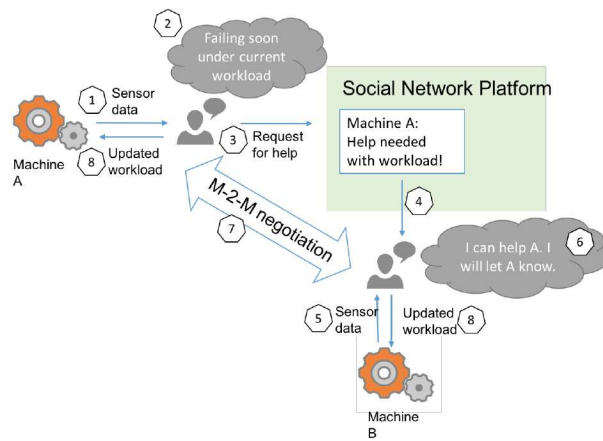 2
Failing soon
under current
workload
1
Sensor
data
8
Updated
workload
Machine
A
3
Request
for help
Social Network Platform
Machine A:
Help needed
with workload!
4
M-2-M negotiation
7
I can help A. I
will let A know.
6
5
Sensor
data
Updated
workload
8
Machine
B